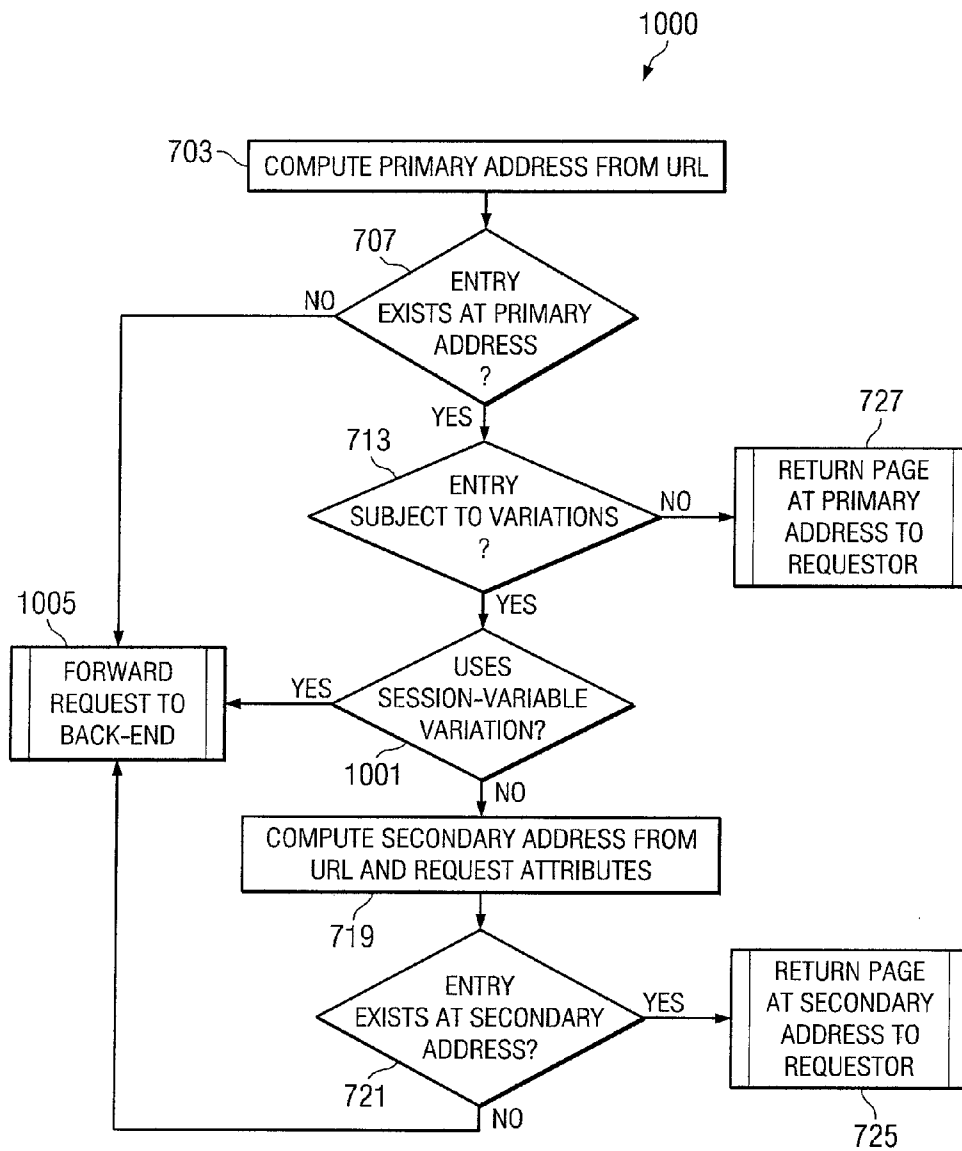 1000
703
COMPUTE PRIMARY ADDRESS FROM URL
707
ENTRY
EXISTS AT PRIMARY
ADDRESS
?
NO
YES
713
ENTRY
SUBJECT TO VARIATIONS
?
NO
727
RETURN PAGE
AT PRIMARY
ADDRESS TO
REQUESTOR
YES
1005
FORWARD
REQUEST TO
BACK-END
YES
USES
SESSION-VARIABLE
VARIATION?
1001
NO
COMPUTE SECONDARY ADDRESS FROM
URL AND REQUEST ATTRIBUTES
719
ENTRY
EXISTS AT SECONDARY
ADDRESS?
721
YES
RETURN PAGE
AT SECONDARY
ADDRESS TO
REQUESTOR
725
NO